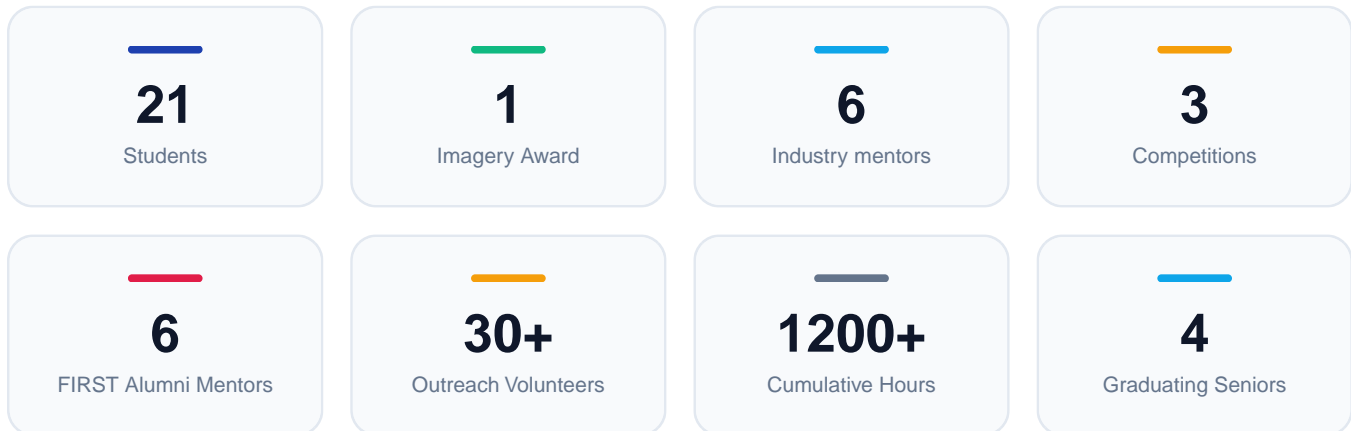 21
Students
1
Imagery Award
6
Industry mentors
3
Competitions
6
FIRST Alumni Mentors
30+
Outreach Volunteers
1200+
Cumulative Hours
4
Graduating Seniors